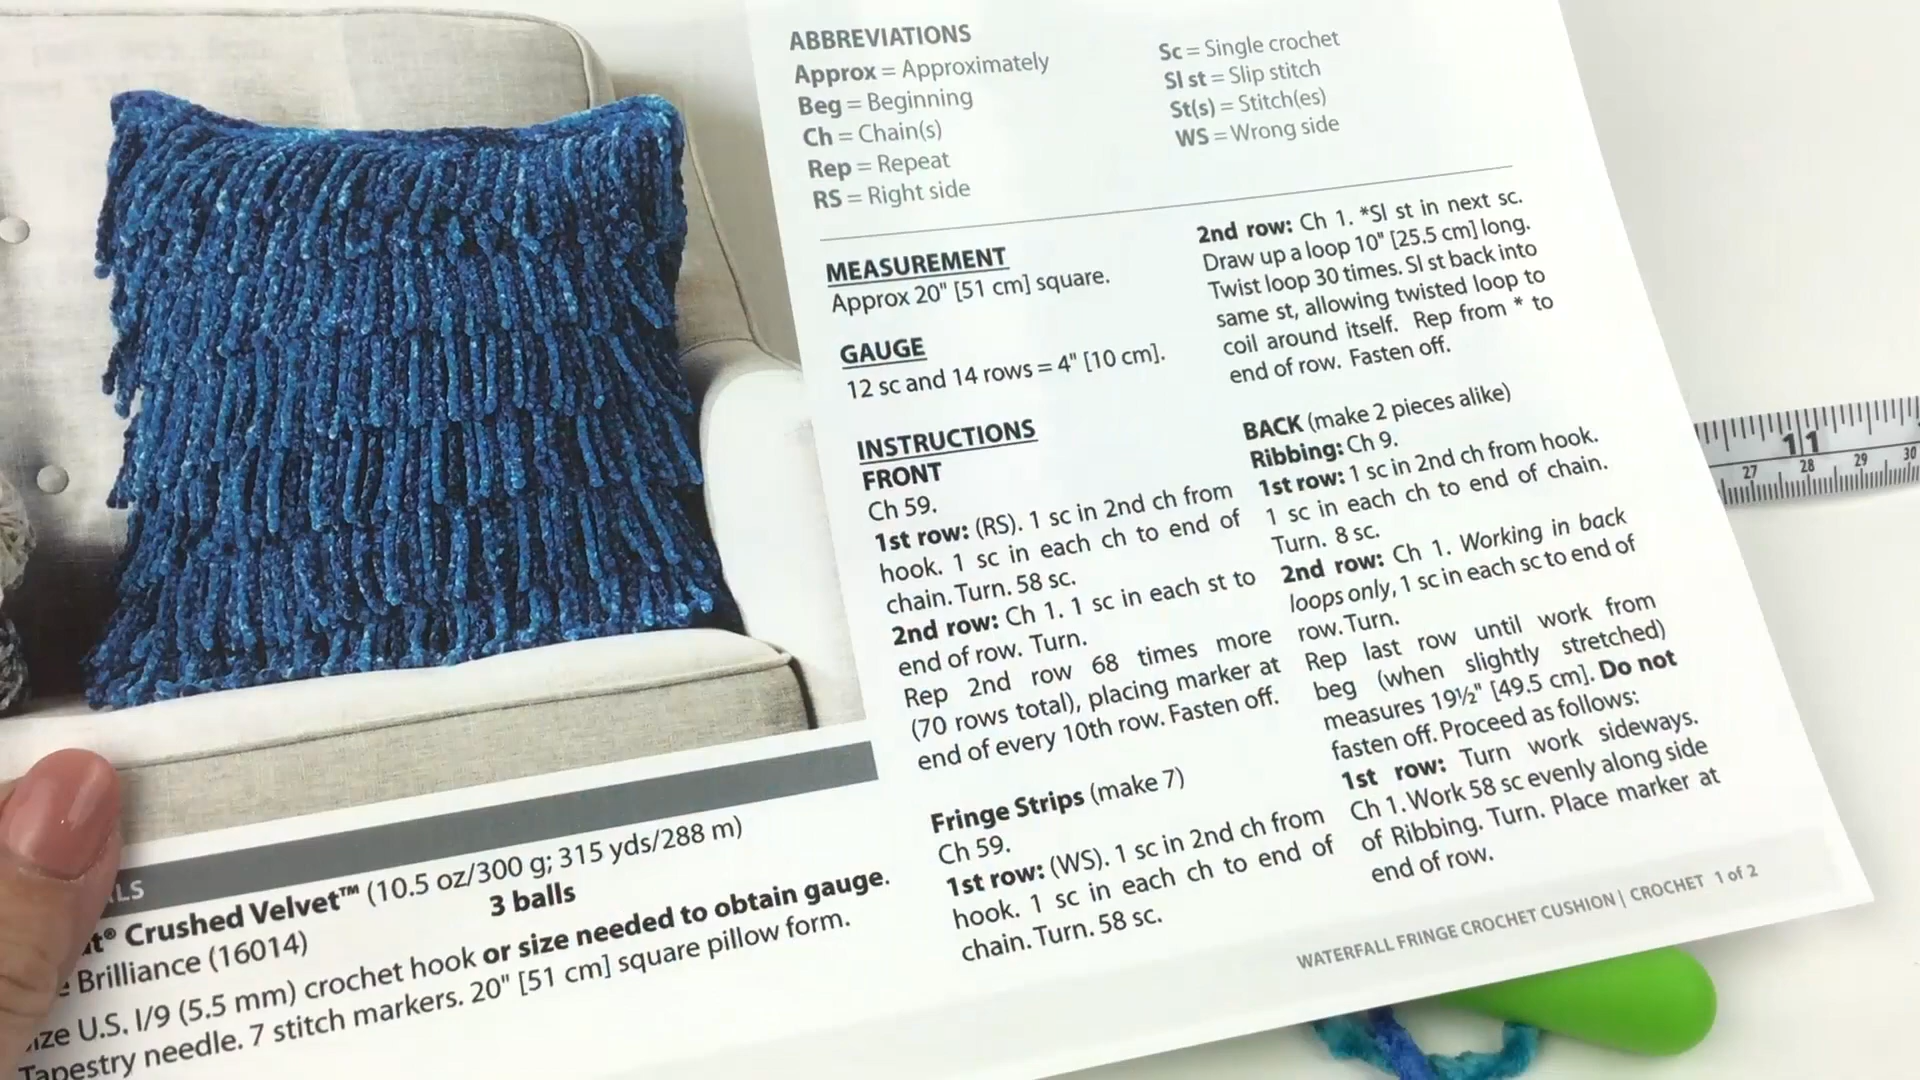 ABBREVIATIONS
Approx = Approximately
Beg = Beginning
Ch = Chain(s)
Rep = Repeat
RS = Right side
Sc = Single crochet
Sl st = Slip stitch
St(s) = Stitch(es)
WS = Wrong side
MEASUREMENT
Approx 20" [51 cm] square.
GAUGE
12 sc and 14 rows = 4" [10 cm].
INSTRUCTIONS
FRONT
Ch 59.
1st row: (RS). 1 sc in 2nd ch from
hook. 1 sc in each ch to end of
chain. Turn. 58 sc.
2nd row: Ch 1. 1 sc in each st to
end of row. Turn.
Rep 2nd row 68 times more
(70 rows total), placing marker at
end of every 10th row. Fasten off.
Fringe Strips (make 7)
Ch 59.
1st row: (WS). 1 sc in 2nd ch from
hook. 1 sc in each ch to end of
chain. Turn. 58 sc.
2nd row: Ch 1. *Sl st in next sc.
Draw up a loop 10" [25.5 cm] long.
Twist loop 30 times. Sl st back into
same st, allowing twisted loop to
coil around itself. Rep from * to
end of row. Fasten off.
BACK (make 2 pieces alike)
Ribbing: Ch 9.
1st row: 1 sc in 2nd ch from hook.
1 sc in each ch to end of chain.
Turn. 8 sc.
2nd row: Ch 1. Working in back
loops only, 1 sc in each sc to end of
row. Turn.
Rep last row until work from
beg (when slightly stretched)
measures 19½" [49.5 cm]. Do not
fasten off. Proceed as follows:
1st row: Turn work sideways.
Ch 1. Work 58 sc evenly along side
of Ribbing. Turn. Place marker at
end of row.
WATERFALL FRINGE CROCHET CUSHION | CROCHET 1 of 2
LS
t® Crushed Velvet™ (10.5 oz/300 g; 315 yds/288 m)
Brilliance (16014) 3 balls
ize U.S. I/9 (5.5 mm) crochet hook or size needed to obtain gauge.
Tapestry needle. 7 stitch markers. 20" [51 cm] square pillow form.
11
27 28 29 30